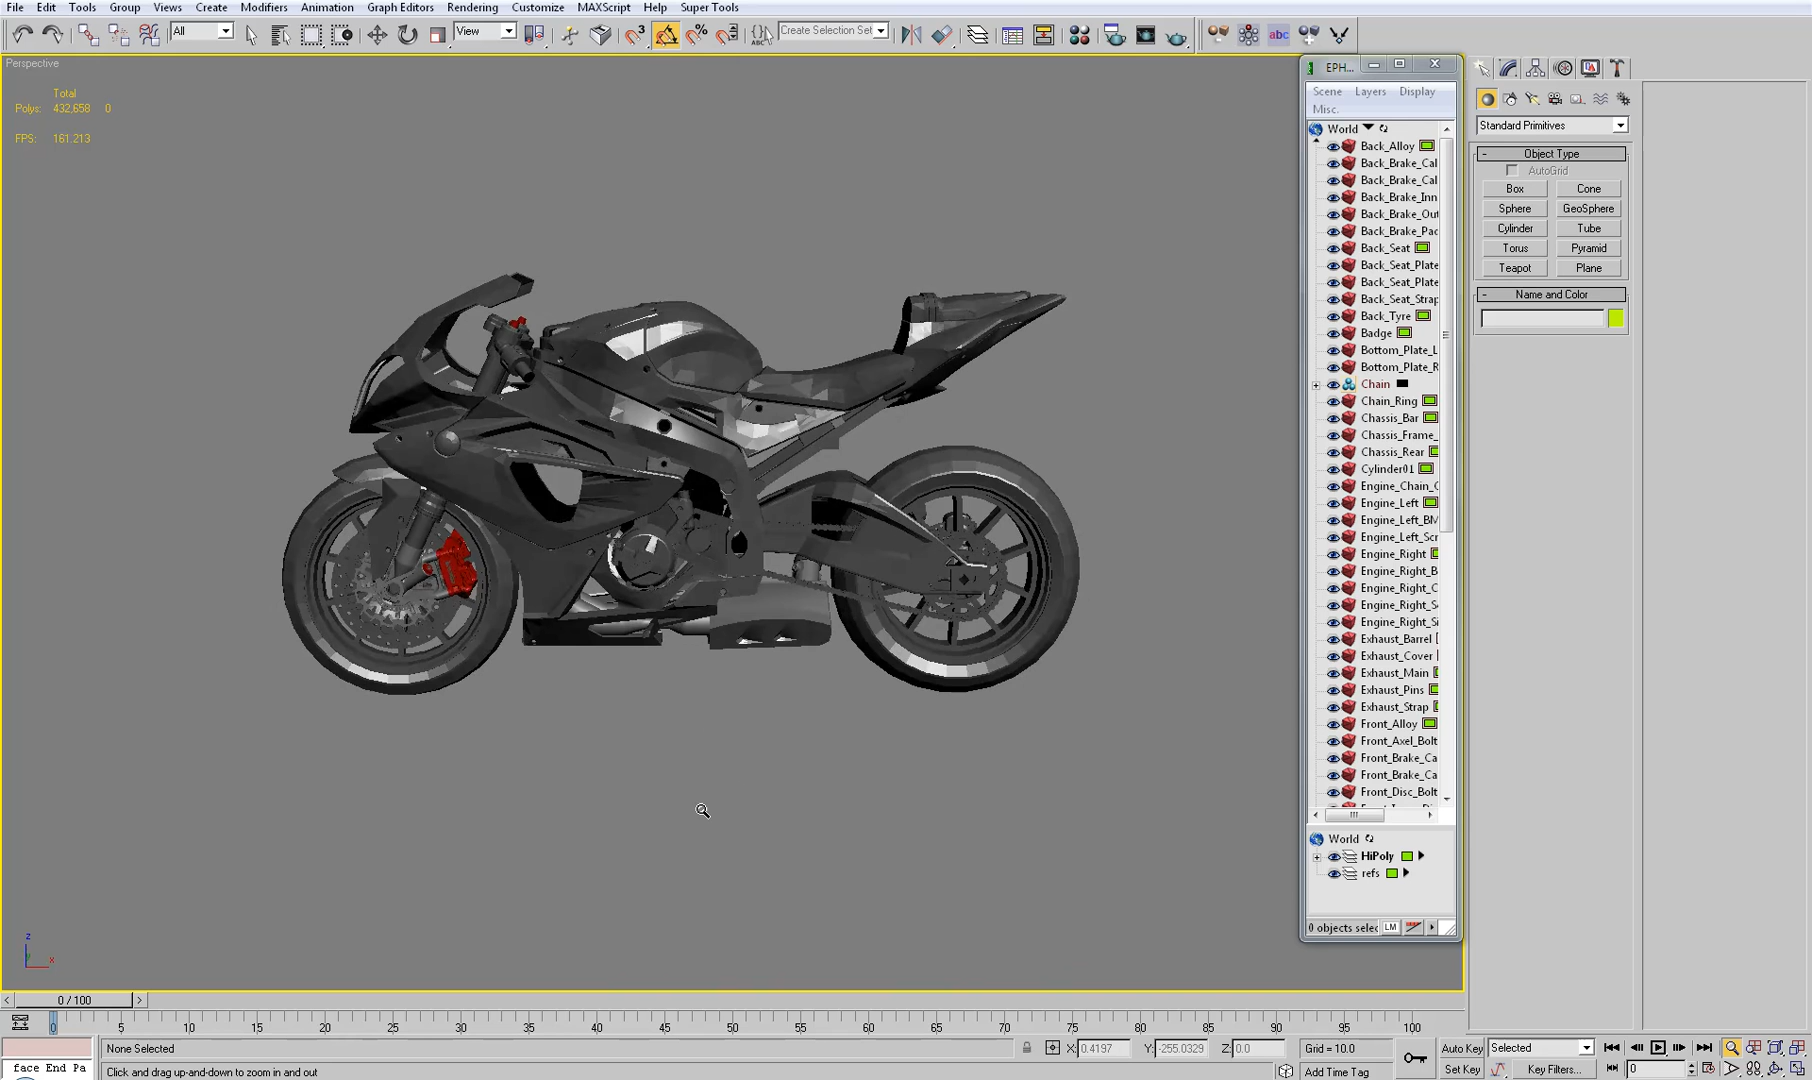 File Edit Tools Group Views Create Modifiers Animation Graph Editors Rendering Customize MAXScript Help Super Tools
All View Create Selection Set abc
Perspective
Total
Polys: 432,658 0
FPS: 161.213
EPH...
Scene Layers Display
Misc.
World
Back_Alloy
Back_Brake_Cal
Back_Brake_Cal
Back_Brake_Inn
Back_Brake_Out
Back_Brake_Pac
Back_Seat
Back_Seat_Plate
Back_Seat_Plate
Back_Seat_Strap
Back_Tyre
Badge
Bottom_Plate_L
Bottom_Plate_R
Chain
Chain_Ring
Chassis_Bar
Chassis_Frame_
Chassis_Rear
Cylinder01
Engine_Chain_C
Engine_Left
Engine_Left_BM
Engine_Left_Scr
Engine_Right
Engine_Right_B
Engine_Right_C
Engine_Right_S
Engine_Right_Si
Exhaust_Barrel
Exhaust_Cover
Exhaust_Main
Exhaust_Pins
Exhaust_Strap
Front_Alloy
Front_Axel_Bolt
Front_Brake_Ca
Front_Brake_Ca
Front_Disc_Bolt
World
HiPoly
refs
0 objects selec LM
Standard Primitives
- Object Type
AutoGrid
Box Cone
Sphere GeoSphere
Cylinder Tube
Torus Pyramid
Teapot Plane
- Name and Color
z
x
< 0 / 100 >
0 5 10 15 20 25 30 35 40 45 50 55 60 65 70 75 80 85 90 95 100
None Selected X: 0.4197 Y: -255.0329 Z: 0.0 Grid = 10.0 Auto Key Selected
face End Pa Click and drag up-and-down to zoom in and out Add Time Tag Set Key Key Filters... 0